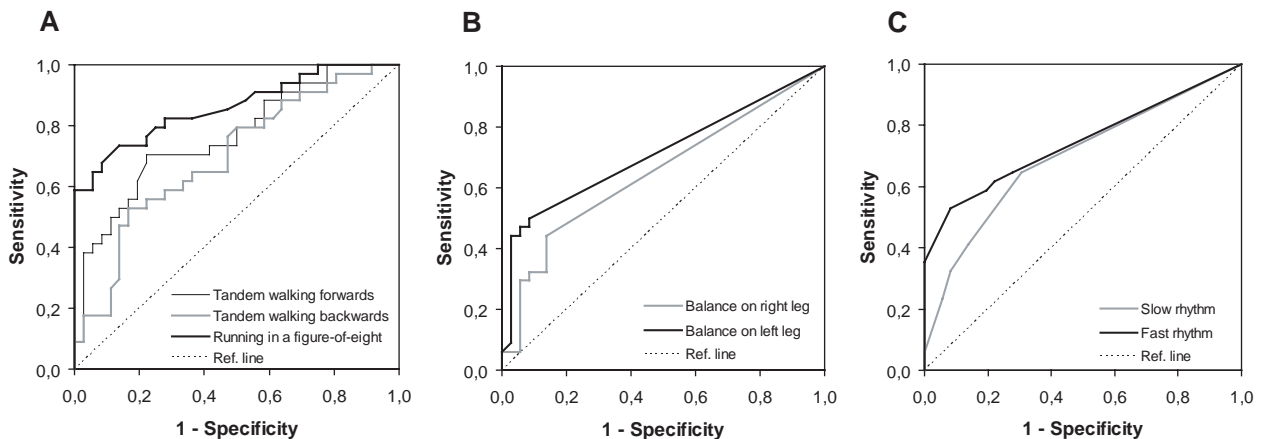 A
Sensitivity
1,0
0,8
0,6
0,4
0,2
0,0
Tandem walking forwards
Tandem walking backwards
Running in a figure-of-eight
Ref. line
0,0 0,2 0,4 0,6 0,8 1,0
1 - Specificity
B
Sensitivity
1,0
0,8
0,6
0,4
0,2
0,0
Balance on right leg
Balance on left leg
Ref. line
0,0 0,2 0,4 0,6 0,8 1,0
1 - Specificity
C
Sensitivity
1,0
0,8
0,6
0,4
0,2
0,0
Slow rhythm
Fast rhythm
Ref. line
0,0 0,2 0,4 0,6 0,8 1,0
1 - Specificity